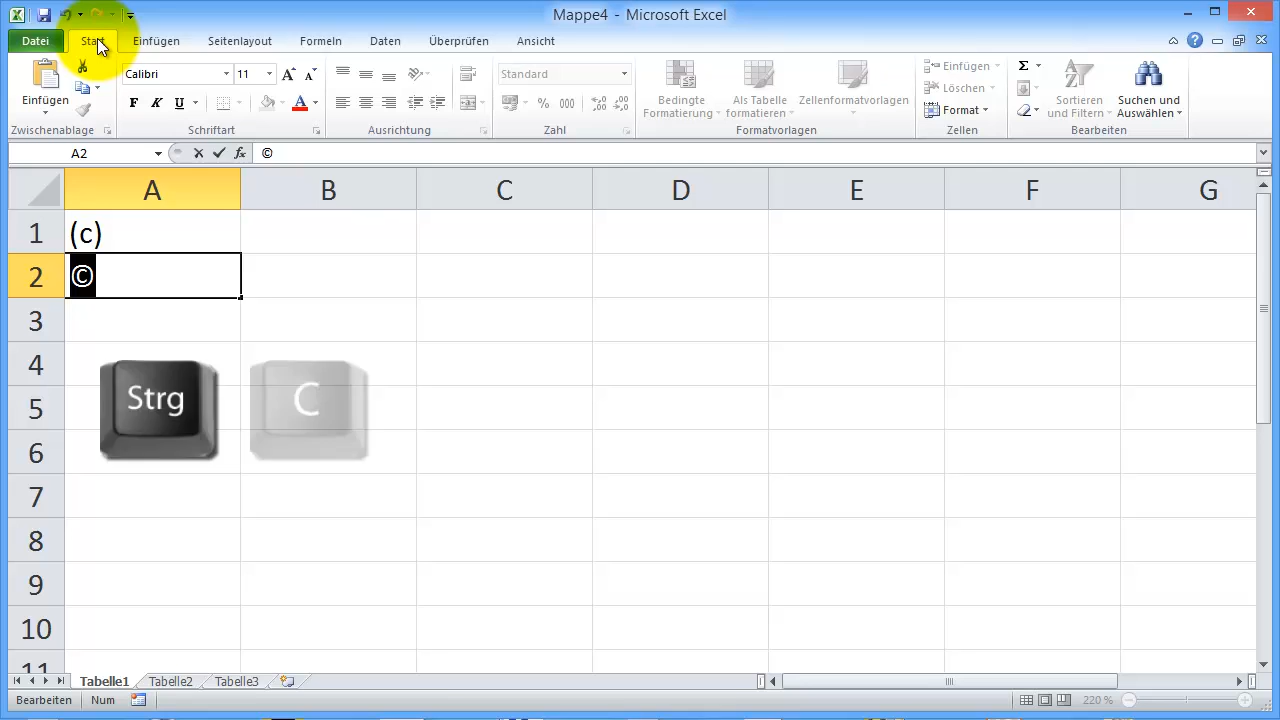 Mappe4 - Microsoft Excel
Datei Start Einfügen Seitenlayout Formeln Daten Überprüfen Ansicht
Calibri 11 Standard
Einfügen
F K U
Zwischenablage Schriftart Ausrichtung Zahl
% 000
Bedingte Formatierung
Als Tabelle formatieren
Zellenformatvorlagen
Formatvorlagen
Einfügen
Löschen
Format
Zellen
Σ
Sortieren und Filtern
Suchen und Auswählen
Bearbeiten
A2 fx ©
A B C D E F G
1 (c)
2 ©
3
4
5
6
Strg C
7
8
9
10
11
Tabelle1 Tabelle2 Tabelle3
Bearbeiten Num 220 %